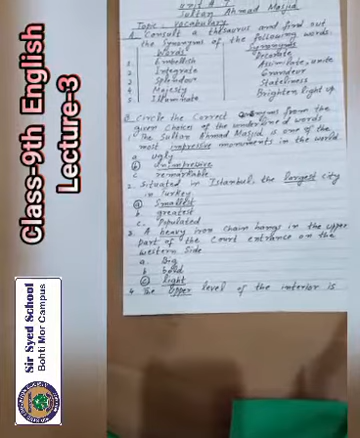 Class-9th English
Lecture-3
Sir Syed School
Bohti Mor Campus
Unit # 7
Sultan Ahmad Masjid
Topic: Vocabulary
A. Consult a thesaurus and find out
the Synonyms of the following words.
Words Synonyms
1. Embellish Decorate
2. Integrate Assimilate, unite
3. Splendour Grandeur
4. Majesty Stateliness
5. Illuminate Brighten, light up
B. Circle the Correct from the
given choices of the underlined words
1. The Sultan Ahmad Masjid is one of the
most impressive monuments in the world.
a. ugly
b. unimpressive
c. remarkable
2. Situated in Istanbul, the largest city
in Turkey
a. Smallest
b. greatest
c. Populated
3. A heavy iron chain hangs in the upper
part of the Court entrance on the
western side
a. Big
b. bold
c. light
4. The upper level of the interior is